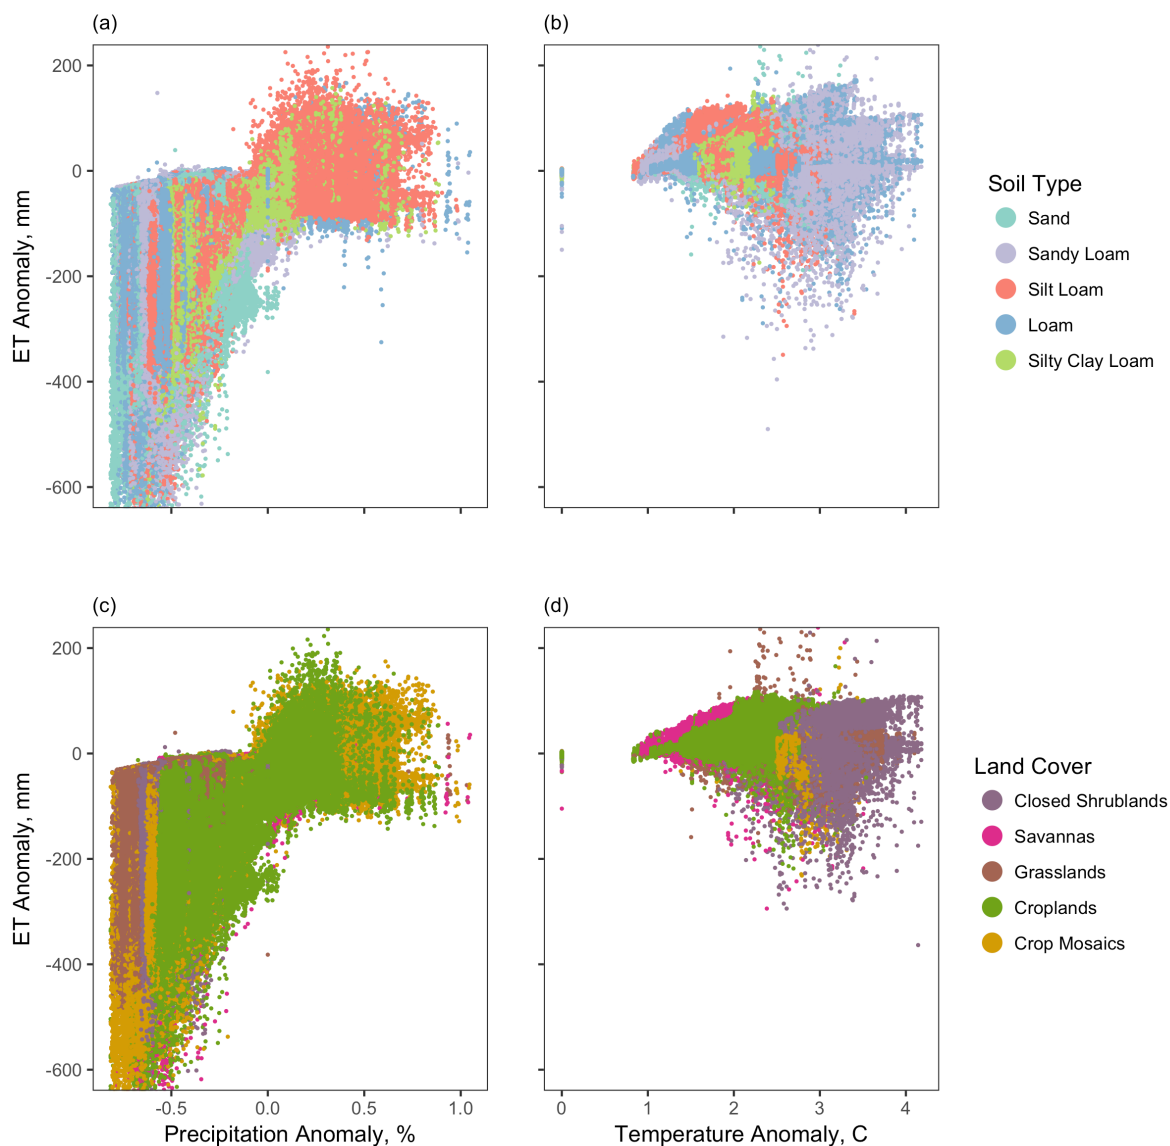 (a)
(b)
200
0
-200
-400
-600
ET Anomaly, mm
Soil Type
Sand
Sandy Loam
Silt Loam
Loam
Silty Clay Loam
(c)
(d)
200
0
-200
-400
-600
ET Anomaly, mm
Land Cover
Closed Shrublands
Savannas
Grasslands
Croplands
Crop Mosaics
-0.5 0.0 0.5 1.0
0 1 2 3 4
Precipitation Anomaly, %
Temperature Anomaly, C